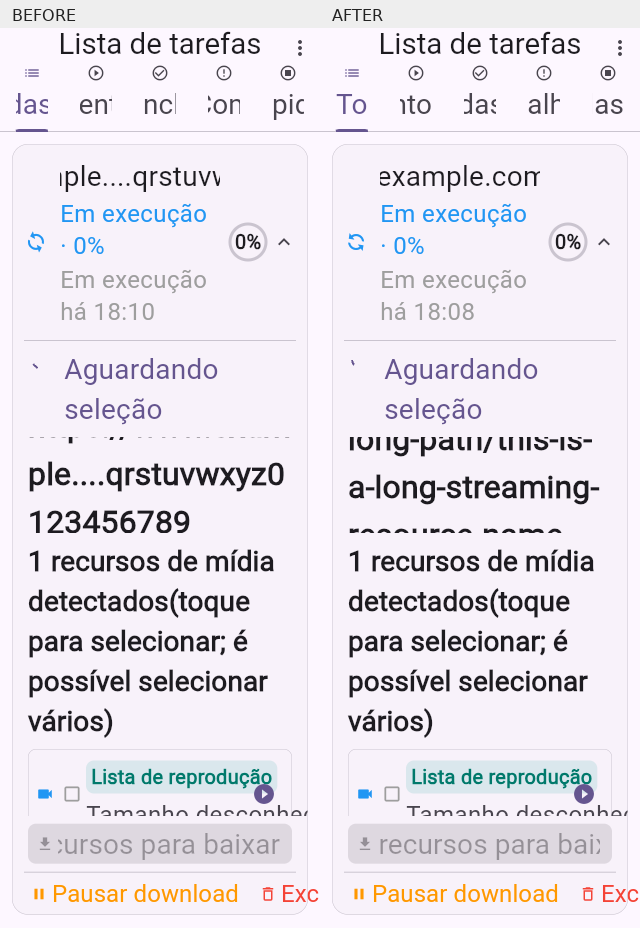 BEFORE
Lista de tarefas
das
ent
ncl
Con
pic
nple....qrstuvw
Em execução
· 0%
0%
Em execução
há 18:10
Aguardando
seleção
ple....qrstuvwxyz0
123456789
1 recursos de mídia
detectados(toque
para selecionar; é
possível selecionar
vários)
Lista de reprodução
Tamanho desconhec
cursos para baixar
Pausar download
Exc
AFTER
Lista de tarefas
To
nto
das
alh
as
example.com
Em execução
· 0%
0%
Em execução
há 18:08
Aguardando
seleção
long-path/this-is-
a-long-streaming-
resource-name
1 recursos de mídia
detectados(toque
para selecionar; é
possível selecionar
vários)
Lista de reprodução
Tamanho desconhec
recursos para baix
Pausar download
Exc